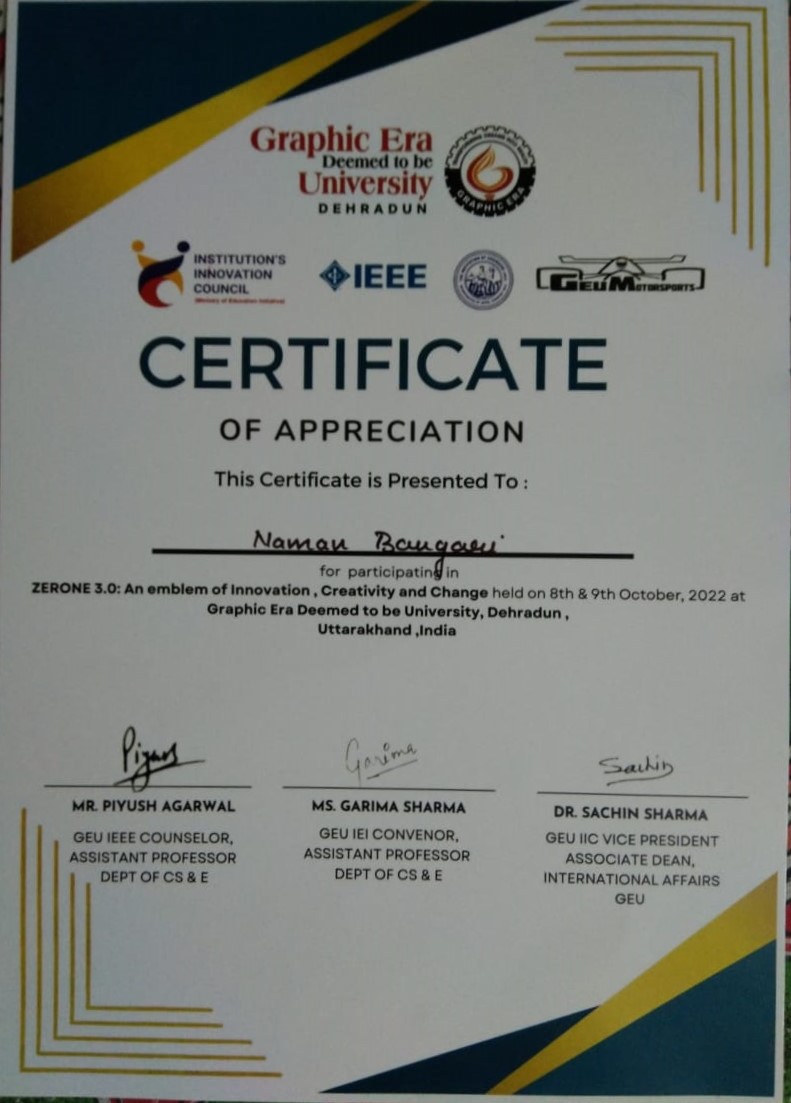 Graphic Era
Deemed to be
University
DEHRADUN
GRAPHIC ERA
INSTITUTION'S
INNOVATION
COUNCIL
(Ministry of Education Initiative)
IEEE
GEU MOTORSPORTS
CERTIFICATE
OF APPRECIATION
This Certificate is Presented To :
Naman Bangari
for participating in
ZERONE 3.0: An emblem of Innovation , Creativity and Change held on 8th & 9th October, 2022 at
Graphic Era Deemed to be University, Dehradun ,
Uttarakhand ,India
Piyush
Garima
Sachin
MR. PIYUSH AGARWAL
MS. GARIMA SHARMA
DR. SACHIN SHARMA
GEU IEEE COUNSELOR,
ASSISTANT PROFESSOR
DEPT OF CS & E
GEU IEI CONVENOR,
ASSISTANT PROFESSOR
DEPT OF CS & E
GEU IIC VICE PRESIDENT
ASSOCIATE DEAN,
INTERNATIONAL AFFAIRS
GEU